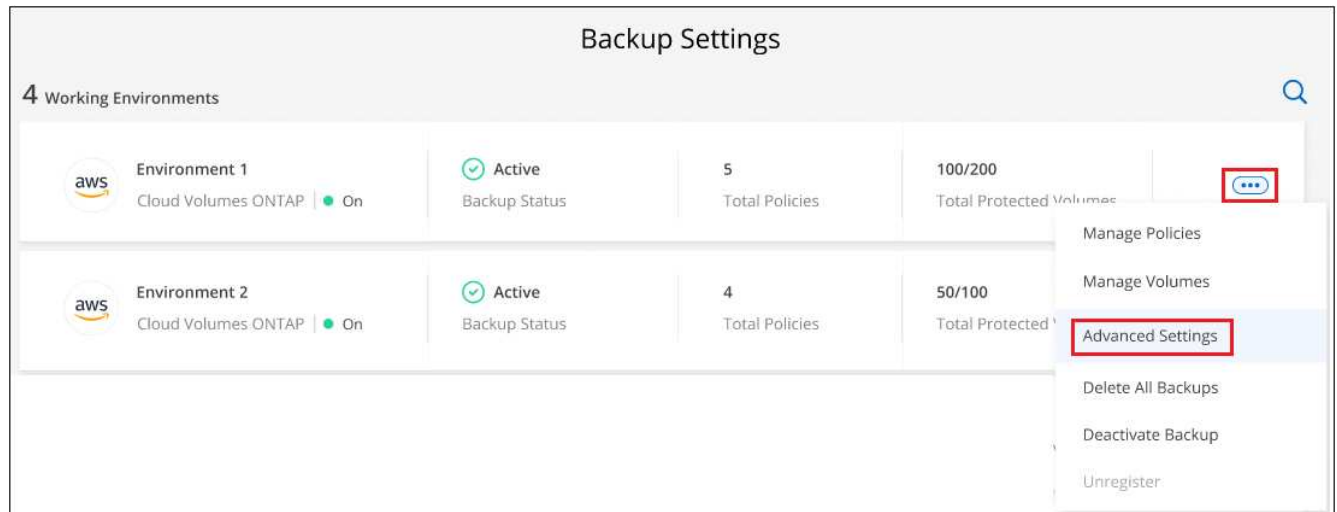 Backup Settings
4 Working Environments
aws
Environment 1
Cloud Volumes ONTAP
On
Active
Backup Status
5
Total Policies
100/200
Total Protected Volumes
Manage Policies
Manage Volumes
Advanced Settings
Delete All Backups
Deactivate Backup
Unregister
aws
Environment 2
Cloud Volumes ONTAP
On
Active
Backup Status
4
Total Policies
50/100
Total Protected